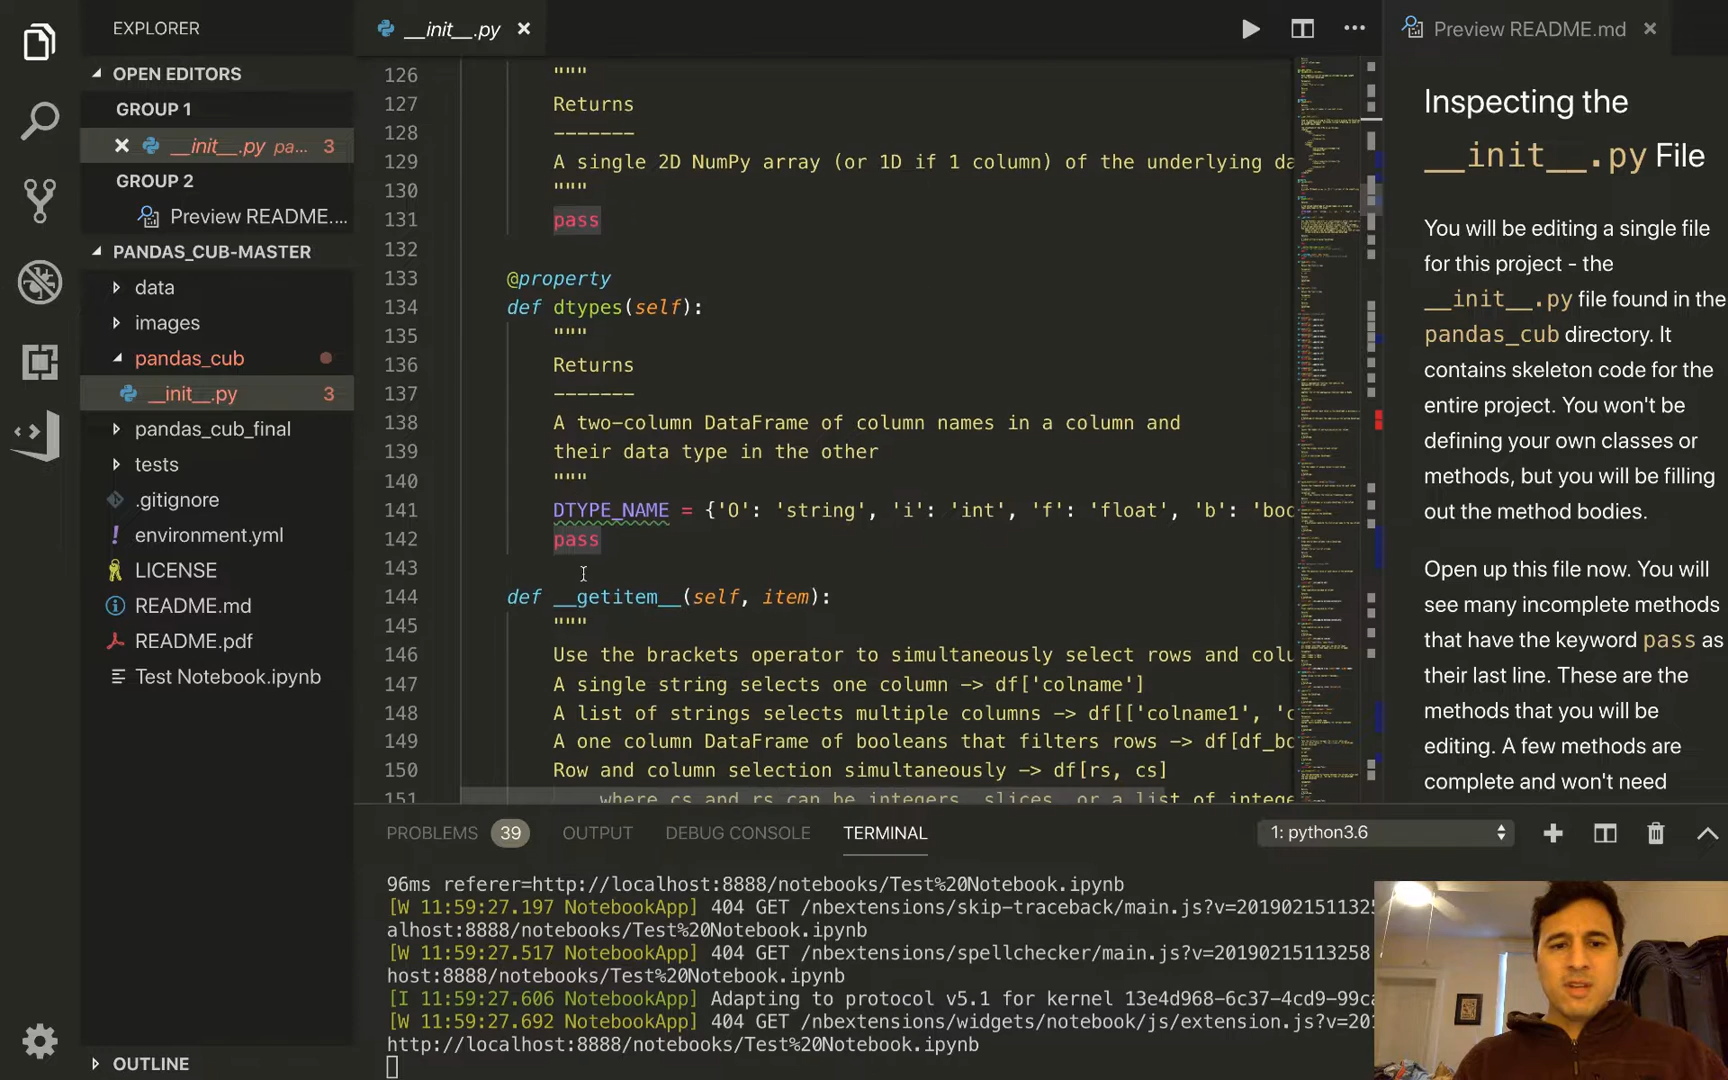 EXPLORER
OPEN EDITORS
GROUP 1
__init__.py pa... 3
GROUP 2
Preview README....
PANDAS_CUB-MASTER
data
images
pandas_cub
__init__.py 3
pandas_cub_final
tests
.gitignore
environment.yml
LICENSE
README.md
README.pdf
Test Notebook.ipynb
OUTLINE
__init__.py
126 """
127 Returns
128 -------
129 A single 2D NumPy array (or 1D if 1 column) of the underlying da
130 """
131 pass
132
133 @property
134 def dtypes(self):
135 """
136 Returns
137 -------
138 A two-column DataFrame of column names in a column and
139 their data type in the other
140 """
141 DTYPE_NAME = {'O': 'string', 'i': 'int', 'f': 'float', 'b': 'boo
142 pass
143
144 def __getitem__(self, item):
145 """
146 Use the brackets operator to simultaneously select rows and colu
147 A single string selects one column -> df['colname']
148 A list of strings selects multiple columns -> df[['colname1', 'c
149 A one column DataFrame of booleans that filters rows -> df[df_bo
150 Row and column selection simultaneously -> df[rs, cs]
151 where cs and rs can be integers, slices, or a list of intege
Preview README.md
Inspecting the
__init__.py File
You will be editing a single file
for this project - the
__init__.py file found in the
pandas_cub directory. It
contains skeleton code for the
entire project. You won't be
defining your own classes or
methods, but you will be filling
out the method bodies.
Open up this file now. You will
see many incomplete methods
that have the keyword pass as
their last line. These are the
methods that you will be
editing. A few methods are
complete and won't need
PROBLEMS 39 OUTPUT DEBUG CONSOLE TERMINAL 1: python3.6
96ms referer=http://localhost:8888/notebooks/Test%20Notebook.ipynb
[W 11:59:27.197 NotebookApp] 404 GET /nbextensions/skip-traceback/main.js?v=2019021511325
alhost:8888/notebooks/Test%20Notebook.ipynb
[W 11:59:27.517 NotebookApp] 404 GET /nbextensions/spellchecker/main.js?v=20190215113258
host:8888/notebooks/Test%20Notebook.ipynb
[I 11:59:27.606 NotebookApp] Adapting to protocol v5.1 for kernel 13e4d968-6c37-4cd9-99ca
[W 11:59:27.692 NotebookApp] 404 GET /nbextensions/widgets/notebook/js/extension.js?v=201
http://localhost:8888/notebooks/Test%20Notebook.ipynb